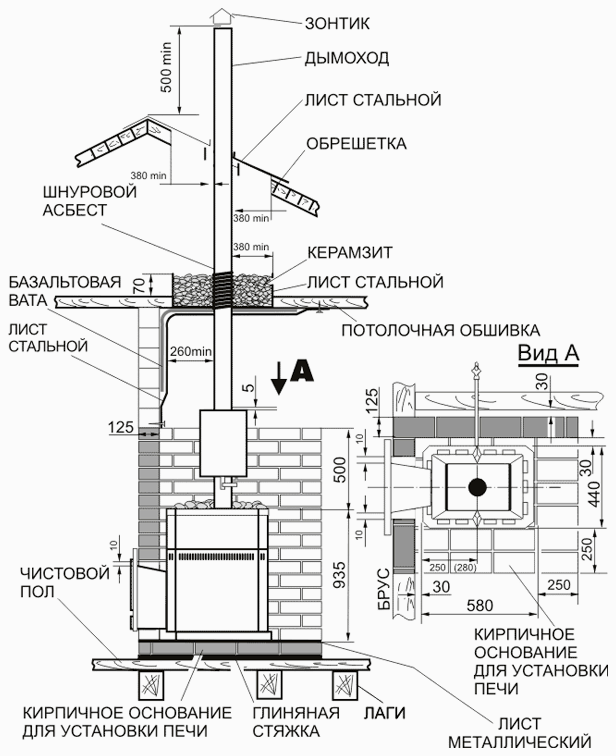 ЗОНТИК
ДЫМОХОД
500 min
ЛИСТ СТАЛЬНОЙ
ОБРЕШЕТКА
380 min
ШНУРОВОЙ
АСБЕСТ
380 min
380 min
КЕРАМЗИТ
БАЗАЛЬТОВАЯ
ВАТА
70
ЛИСТ СТАЛЬНОЙ
ЛИСТ
СТАЛЬНОЙ
ПОТОЛОЧНАЯ ОБШИВКА
260min
А
5
Вид А
30
125
125
10
500
30
440
10
10
935
250
250 (280)
250
ЧИСТОВОЙ
ПОЛ
БРУС
30
580
КИРПИЧНОЕ
ОСНОВАНИЕ
ДЛЯ УСТАНОВКИ
ПЕЧИ
КИРПИЧНОЕ ОСНОВАНИЕ
ДЛЯ УСТАНОВКИ ПЕЧИ
ГЛИНЯНАЯ
СТЯЖКА
ЛАГИ
ЛИСТ
МЕТАЛЛИЧЕСКИЙ